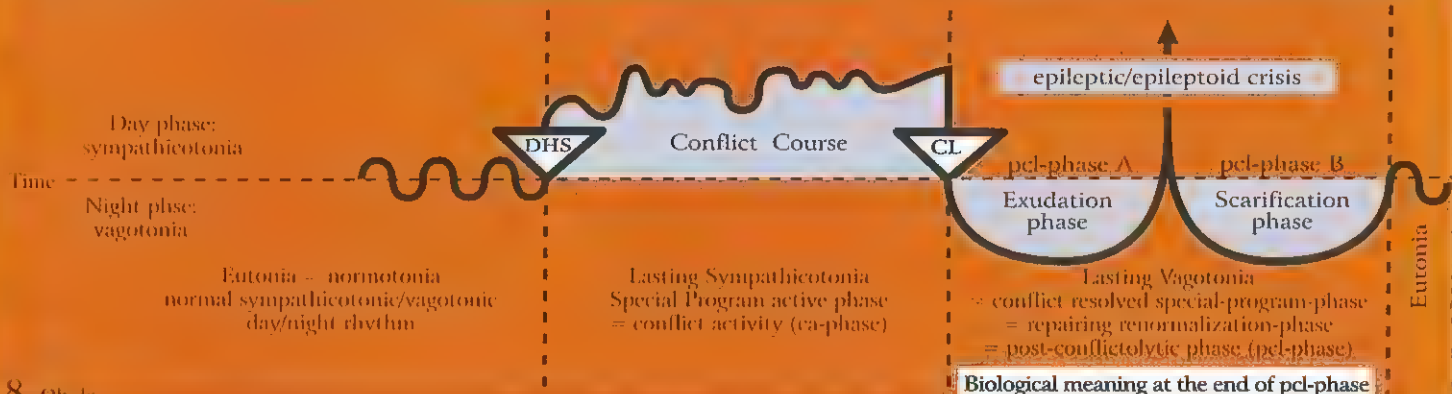 epileptic/epileptoid crisis
Day phase:
sympathicotonia
DHS
Conflict Course
CL
Time
pcl-phase A
pcl-phase B
Night phse:
vagotonia
Exudation
phase
Scarification
phase
Eutonia
Eutonia = normotonia
normal sympathicotonic/vagotonic
day/night rhythm
Lasting Sympathicotonia
Special Program active phase
= conflict activity (ca-phase)
Lasting Vagotonia
= conflict resolved special-program-phase
= repairing renormalization-phase
= post-conflictolytic phase (pcl-phase)
Biological meaning at the end of pcl-phase
8